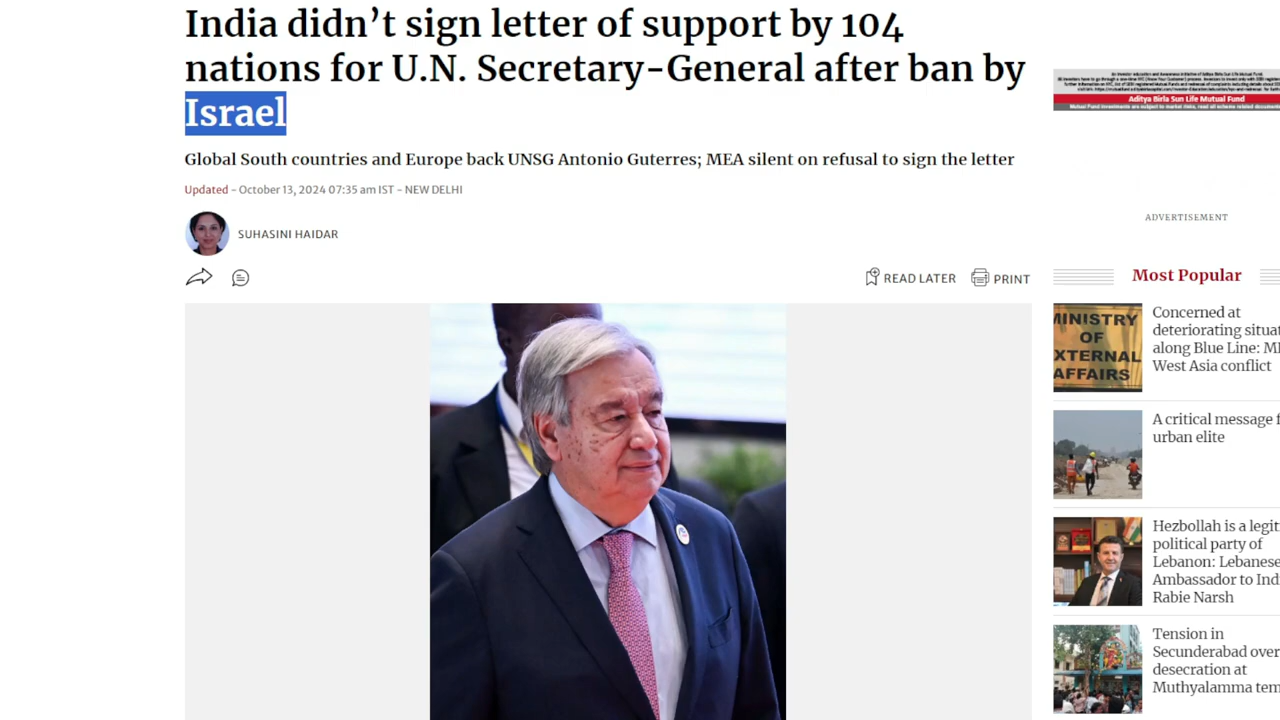 India didn’t sign letter of support by 104
nations for U.N. Secretary-General after ban by
Israel
Global South countries and Europe back UNSG Antonio Guterres; MEA silent on refusal to sign the letter
Updated - October 13, 2024 07:35 am IST - NEW DELHI
SUHASINI HAIDAR
READ LATER
PRINT
Aditya Birla Sun Life Mutual Fund
ADVERTISEMENT
Most Popular
MINISTRY
OF
EXTERNAL
AFFAIRS
Concerned at
deteriorating situat
along Blue Line: M
West Asia conflict
A critical message f
urban elite
Hezbollah is a legit
political party of
Lebanon: Lebanese
Ambassador to Ind
Rabie Narsh
Tension in
Secunderabad over
desecration at
Muthyalamma tem